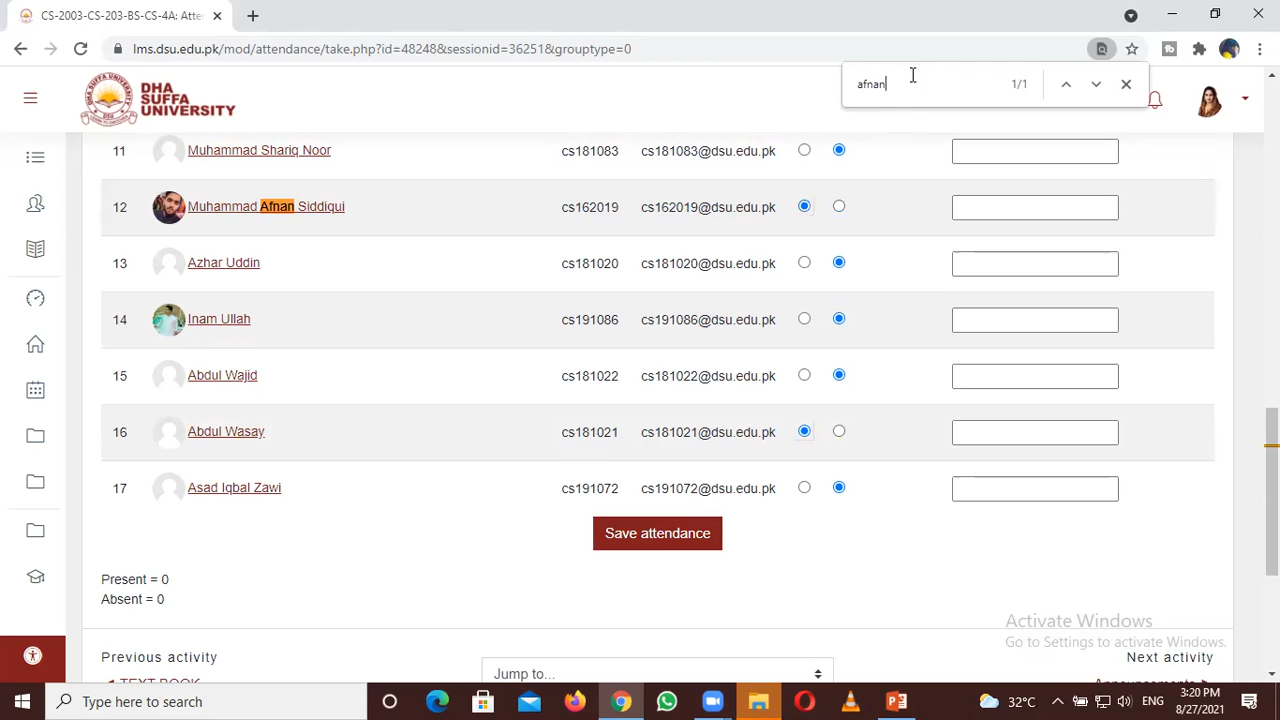 CS-2003-CS-203-BS-CS-4A: Atte
lms.dsu.edu.pk/mod/attendance/take.php?id=48248&sessionid=36251&grouptype=0
afnan 1/1
DHA
SUFFA
UNIVERSITY
11 Muhammad Shariq Noor cs181083 cs181083@dsu.edu.pk
12 Muhammad Afnan Siddiqui cs162019 cs162019@dsu.edu.pk
13 Azhar Uddin cs181020 cs181020@dsu.edu.pk
14 Inam Ullah cs191086 cs191086@dsu.edu.pk
15 Abdul Wajid cs181022 cs181022@dsu.edu.pk
16 Abdul Wasay cs181021 cs181021@dsu.edu.pk
17 Asad Iqbal Zawi cs191072 cs191072@dsu.edu.pk
Save attendance
Present = 0
Absent = 0
Activate Windows
Go to Settings to activate Windows.
Previous activity
Next activity
Jump to...
TEXT BOOK
Announcements
Type here to search
32°C
ENG
3:20 PM
8/27/2021